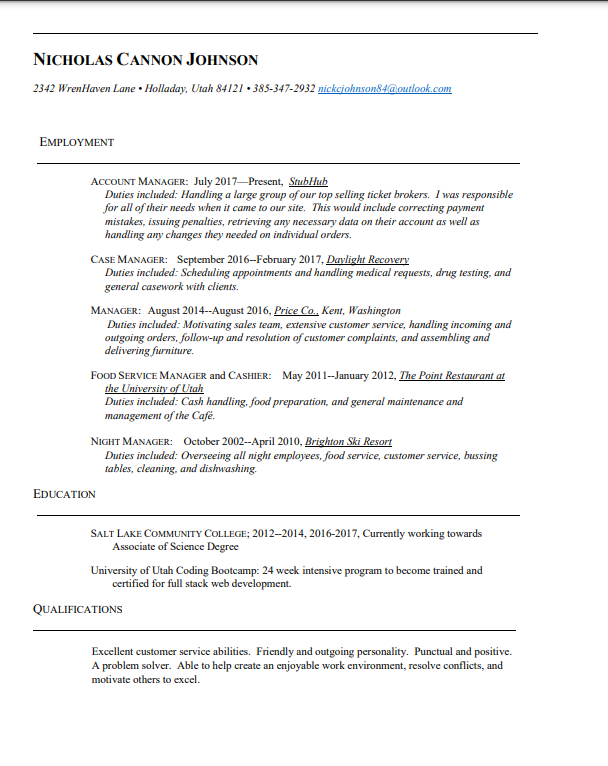 NICHOLAS CANNON JOHNSON
2342 WrenHaven Lane • Holladay, Utah 84121 • 385-347-2932 nickcjohnson84@outlook.com
EMPLOYMENT
ACCOUNT MANAGER: July 2017—Present, StubHub
Duties included: Handling a large group of our top selling ticket brokers. I was responsible
for all of their needs when it came to our site. This would include correcting payment
mistakes, issuing penalties, retrieving any necessary data on their account as well as
handling any changes they needed on individual orders.
CASE MANAGER: September 2016--February 2017, Daylight Recovery
Duties included: Scheduling appointments and handling medical requests, drug testing, and
general casework with clients.
MANAGER: August 2014--August 2016, Price Co., Kent, Washington
Duties included: Motivating sales team, extensive customer service, handling incoming and
outgoing orders, follow-up and resolution of customer complaints, and assembling and
delivering furniture.
FOOD SERVICE MANAGER and CASHIER: May 2011--January 2012, The Point Restaurant at
the University of Utah
Duties included: Cash handling, food preparation, and general maintenance and
management of the Café.
NIGHT MANAGER: October 2002--April 2010, Brighton Ski Resort
Duties included: Overseeing all night employees, food service, customer service, bussing
tables, cleaning, and dishwashing.
EDUCATION
SALT LAKE COMMUNITY COLLEGE; 2012--2014, 2016-2017, Currently working towards
Associate of Science Degree
University of Utah Coding Bootcamp: 24 week intensive program to become trained and
certified for full stack web development.
QUALIFICATIONS
Excellent customer service abilities. Friendly and outgoing personality. Punctual and positive.
A problem solver. Able to help create an enjoyable work environment, resolve conflicts, and
motivate others to excel.